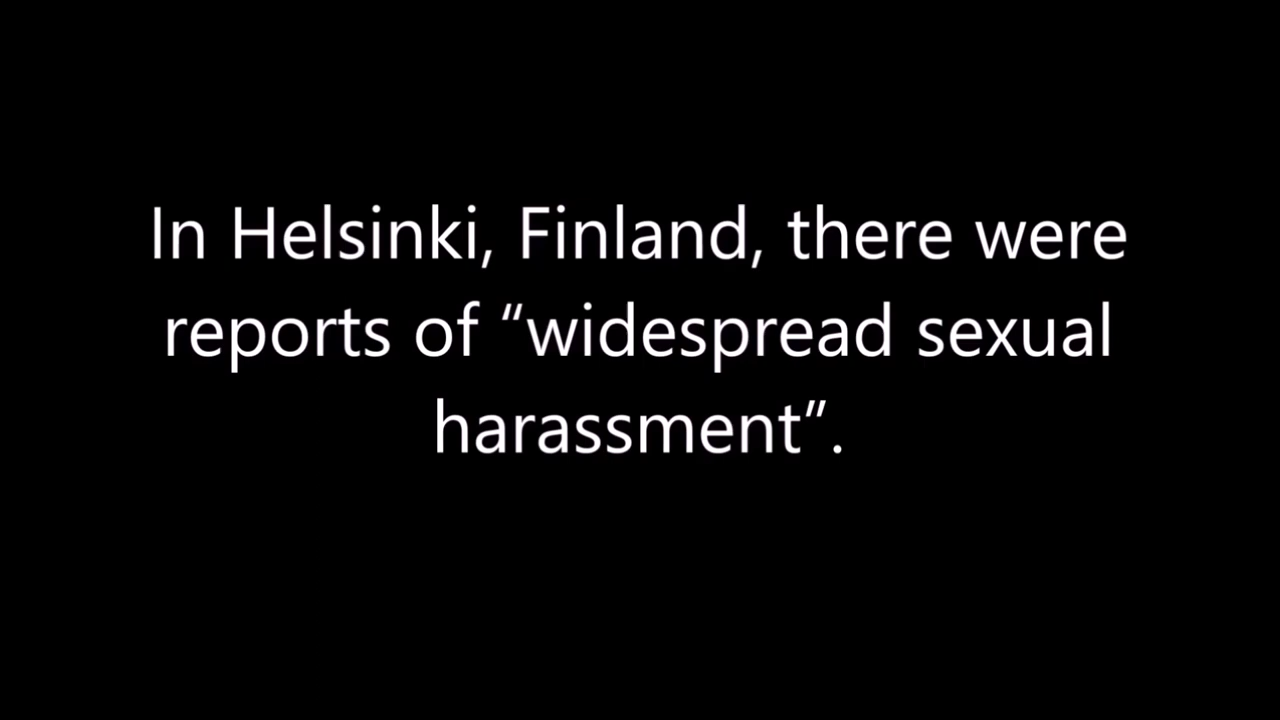 In Helsinki, Finland, there were
reports of “widespread sexual
harassment”.